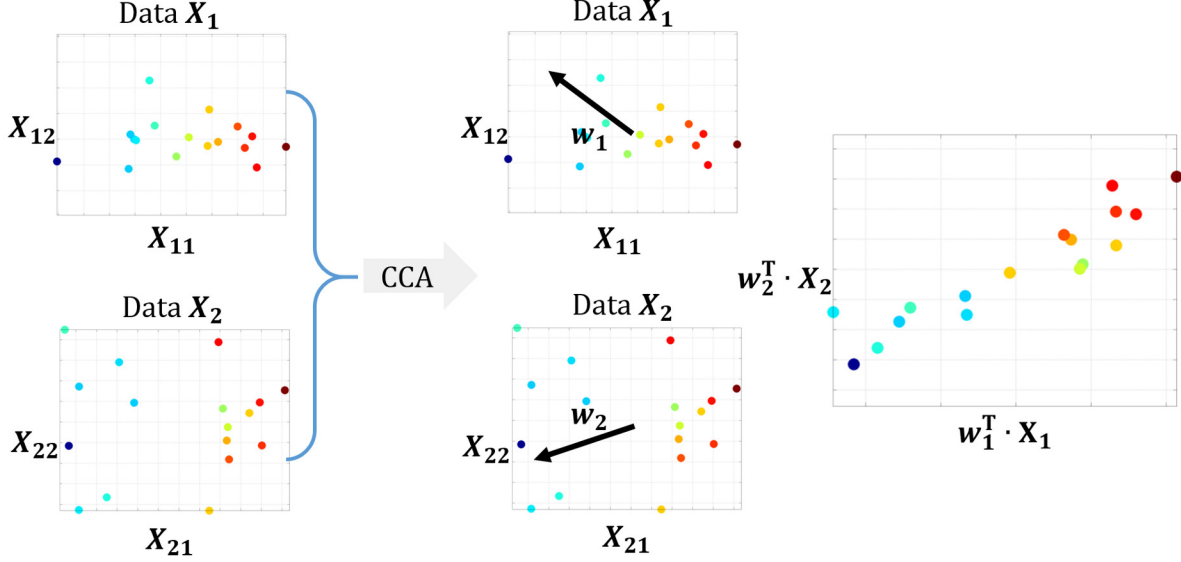 Data X₁
X₁₂
X₁₁
Data X₂
X₂₂
X₂₁
CCA
Data X₁
X₁₂
w₁
X₁₁
Data X₂
X₂₂
w₂
X₂₁
w₂ᵀ · X₂
w₁ᵀ · X₁